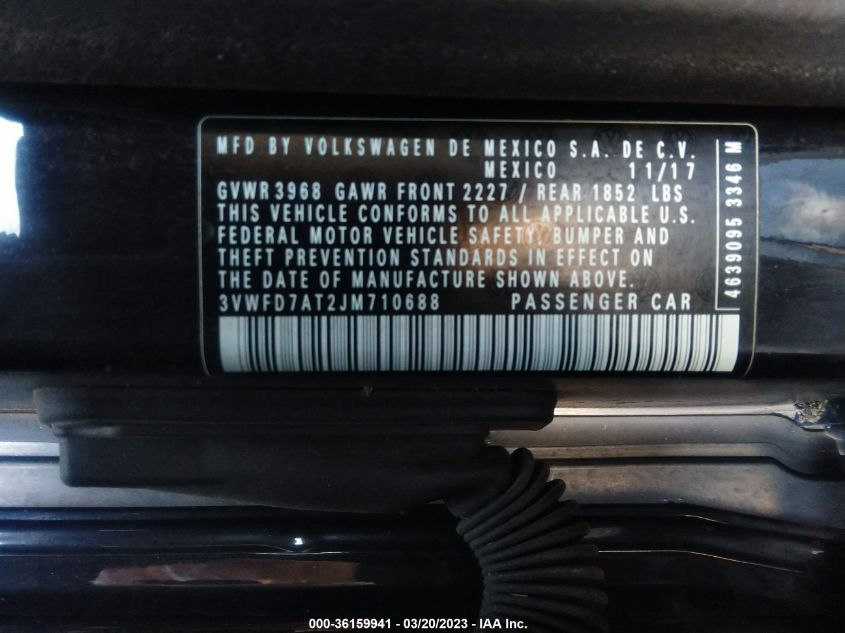 MFD BY VOLKSWAGEN DE MEXICO S.A. DE C.V.
MEXICO 11/17
GVWR 3968 GAWR FRONT 2227 / REAR 1852 LBS
THIS VEHICLE CONFORMS TO ALL APPLICABLE U.S.
FEDERAL MOTOR VEHICLE SAFETY, BUMPER AND
THEFT PREVENTION STANDARDS IN EFFECT ON
THE DATE OF MANUFACTURE SHOWN ABOVE.
3VWFD7AT2JM710688 PASSENGER CAR
4639095 3346 M
000-36159941 - 03/20/2023 - IAA Inc.